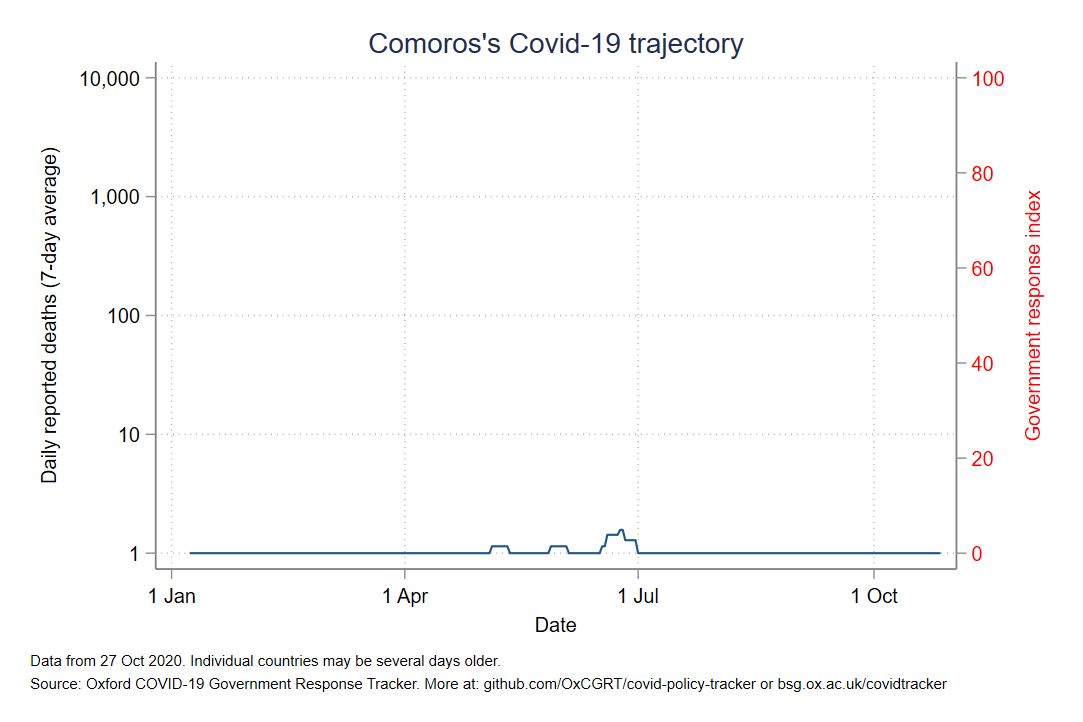 Comoros's Covid-19 trajectory
10,000
1,000
100
10
1
Daily reported deaths (7-day average)
100
80
60
40
20
0
Government response index
1 Jan
1 Apr
1 Jul
1 Oct
Date
Data from 27 Oct 2020. Individual countries may be several days older.
Source: Oxford COVID-19 Government Response Tracker. More at: github.com/OxCGRT/covid-policy-tracker or bsg.ox.ac.uk/covidtracker